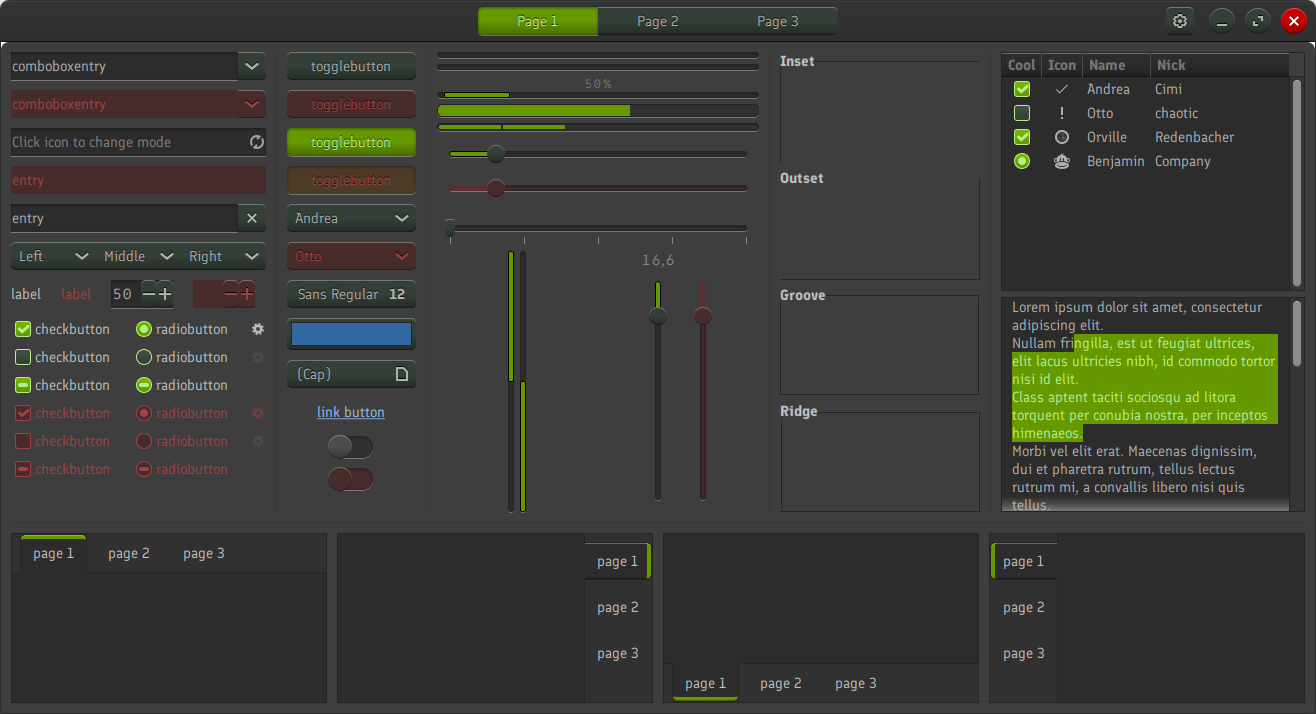 Page 1 Page 2 Page 3
comboboxentry
comboboxentry
Click icon to change mode
entry
entry
Left Middle Right
label label 50
checkbutton radiobutton
checkbutton radiobutton
checkbutton radiobutton
checkbutton radiobutton
checkbutton radiobutton
checkbutton radiobutton
togglebutton
togglebutton
togglebutton
togglebutton
Andrea
Otto
Sans Regular 12
(Cap)
link button
50%
16,6
Inset
Outset
Groove
Ridge
Cool Icon Name Nick
Andrea Cimi
Otto chaotic
Orville Redenbacher
Benjamin Company
Lorem ipsum dolor sit amet, consectetur
adipiscing elit.
Nullam fringilla, est ut feugiat ultrices,
elit lacus ultricies nibh, id commodo tortor
nisi id elit.
Class aptent taciti sociosqu ad litora
torquent per conubia nostra, per inceptos
himenaeos.
Morbi vel elit erat. Maecenas dignissim,
dui et pharetra rutrum, tellus lectus
rutrum mi, a convallis libero nisi quis
tellus.
page 1 page 2 page 3
page 1
page 2
page 3
page 1 page 2 page 3
page 1
page 2
page 3